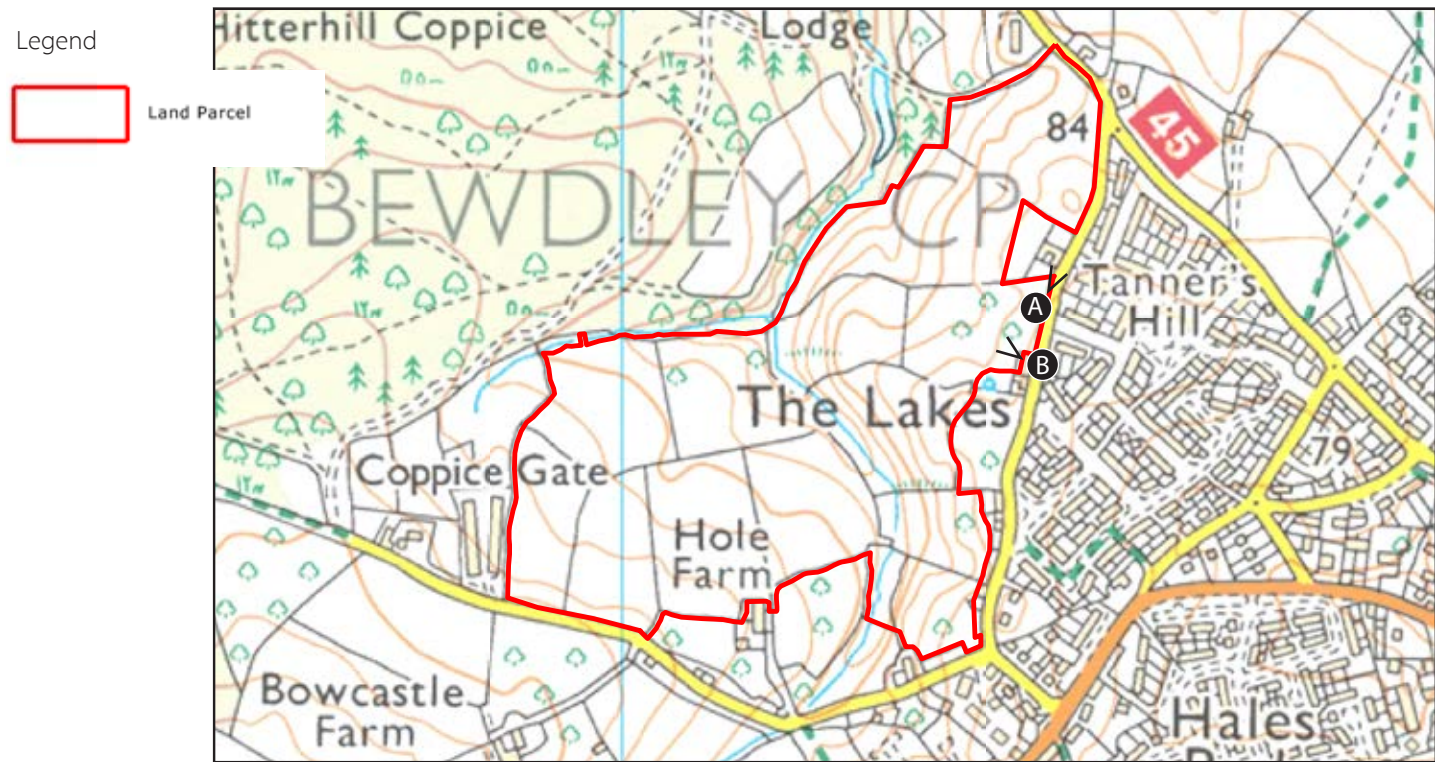 Legend
Land Parcel
Hitterhill Coppice
Lodge
84
45
BEWDLEY CP
Tanner's
Hill
A
B
The Lakes
79
Coppice Gate
Hole
Farm
Bowcastle
Farm
Hales